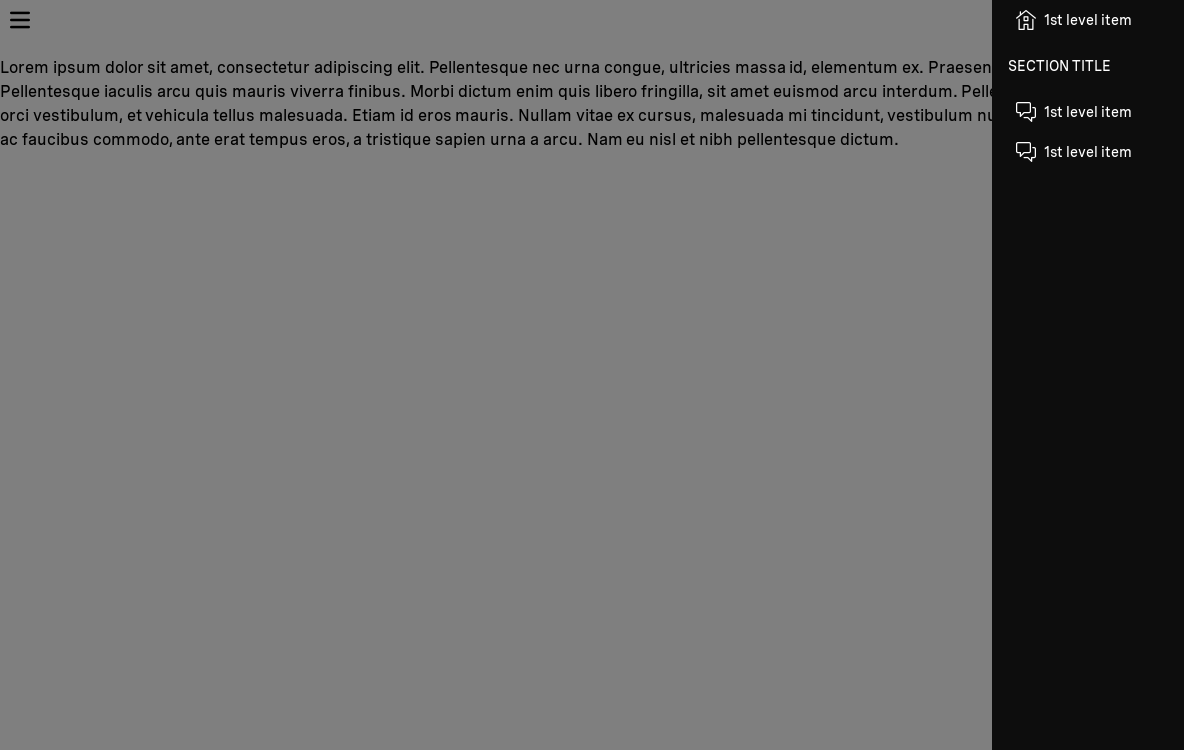 Lorem ipsum dolor sit amet, consectetur adipiscing elit. Pellentesque nec urna congue, ultricies massa id, elementum ex. Praesen
Pellentesque iaculis arcu quis mauris viverra finibus. Morbi dictum enim quis libero fringilla, sit amet euismod arcu interdum. Pelle
orci vestibulum, et vehicula tellus malesuada. Etiam id eros mauris. Nullam vitae ex cursus, malesuada mi tincidunt, vestibulum nu
ac faucibus commodo, ante erat tempus eros, a tristique sapien urna a arcu. Nam eu nisl et nibh pellentesque dictum.
1st level item
SECTION TITLE
1st level item
1st level item